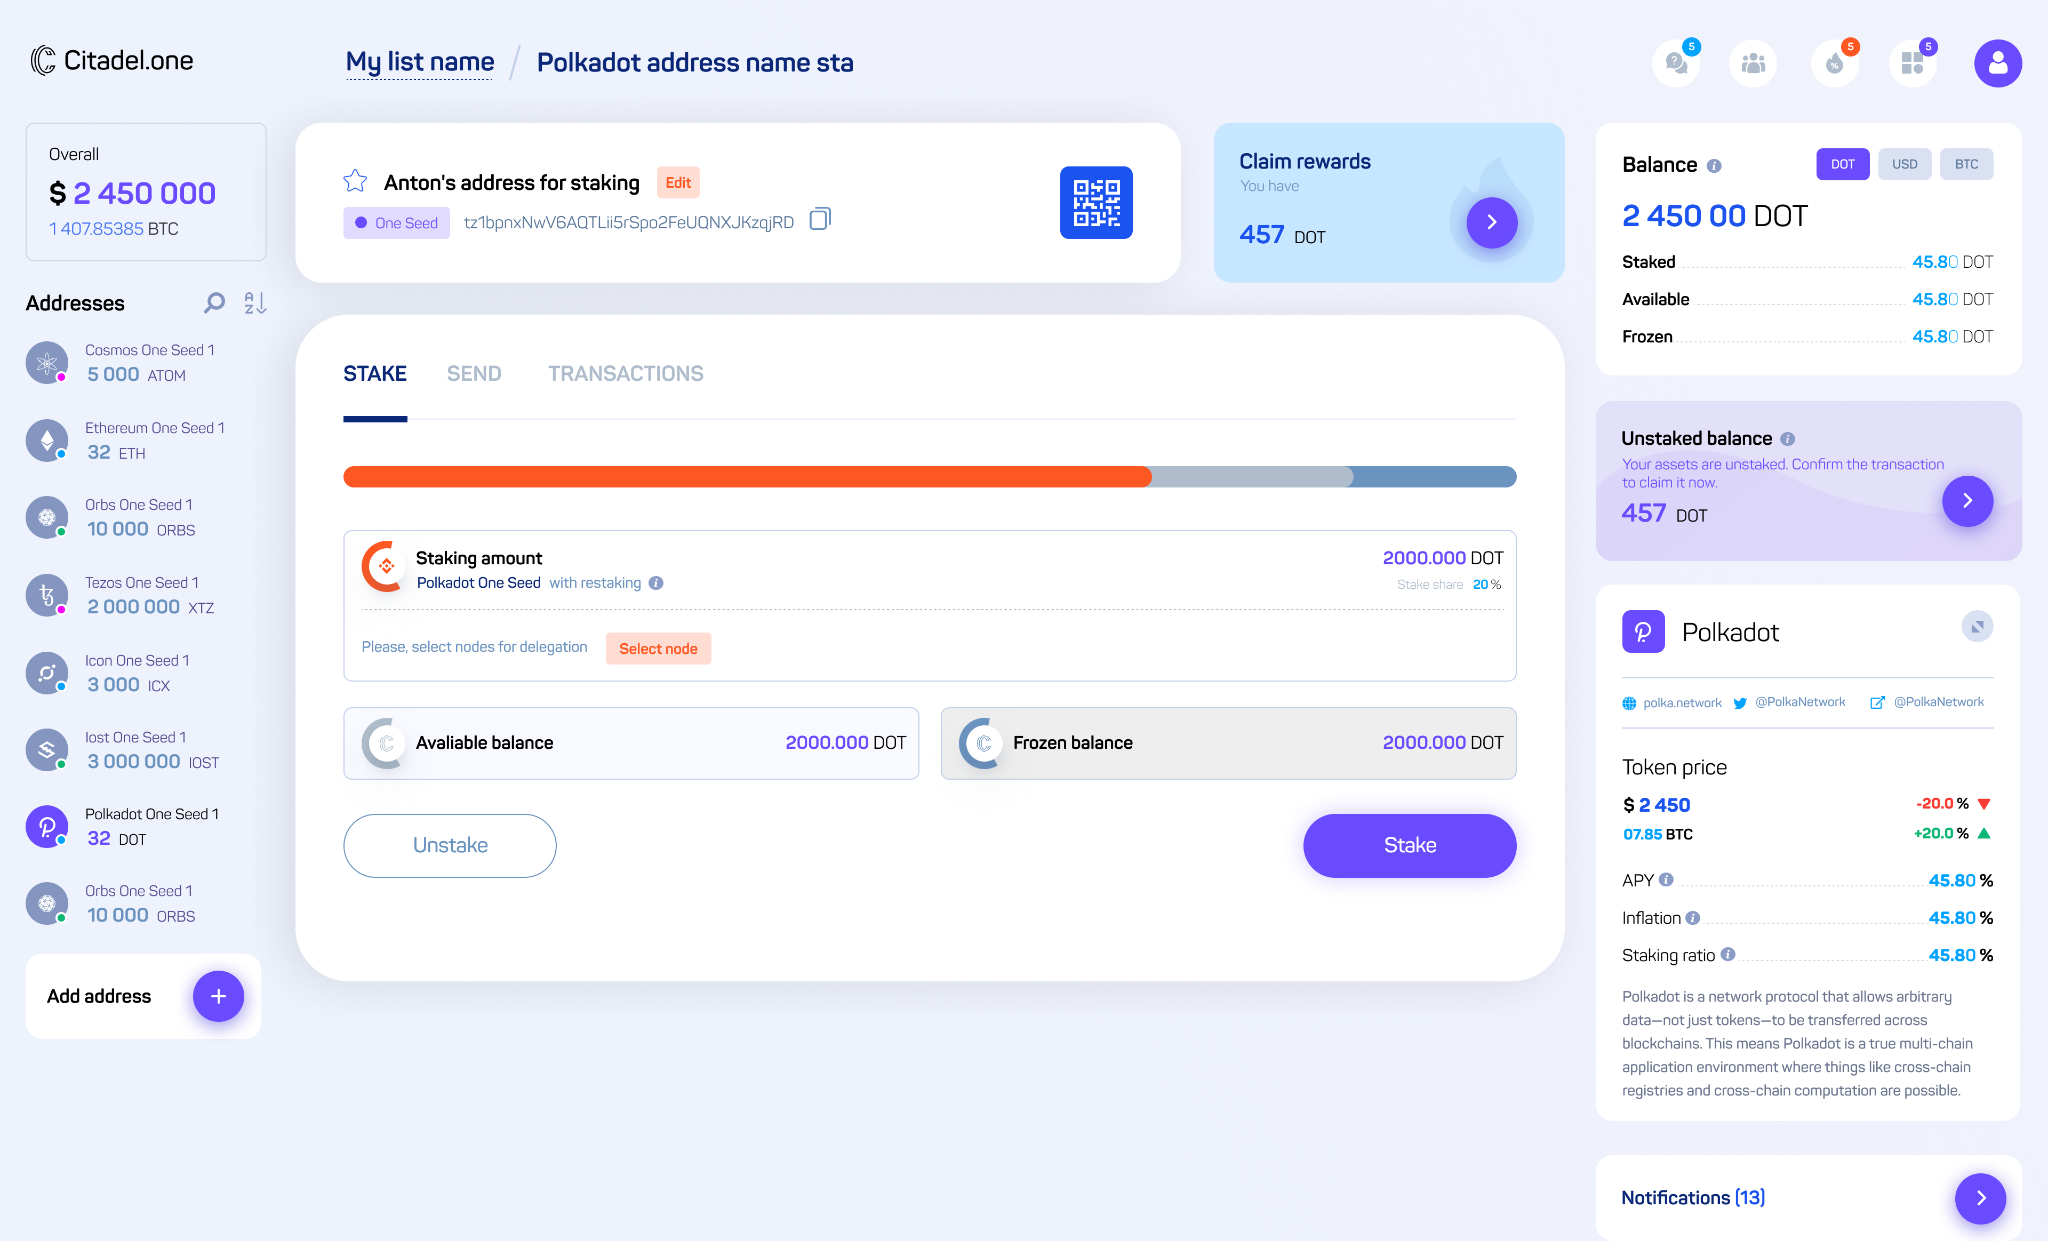 Citadel.one
My list name / Polkadot address name sta
5
5
5
Overall
$ 2 450 000
1 407.85385 BTC
Addresses
A
Z
Cosmos One Seed 1
5 000 ATOM
Ethereum One Seed 1
32 ETH
Orbs One Seed 1
10 000 ORBS
Tezos One Seed 1
2 000 000 XTZ
Icon One Seed 1
3 000 ICX
Iost One Seed 1
3 000 000 IOST
Polkadot One Seed 1
32 DOT
Orbs One Seed 1
10 000 ORBS
Add address
Anton's address for staking Edit
One Seed tz1bpnxNwV6AQTLii5rSpo2FeUQNXJKzqjRD
Claim rewards
You have
457 DOT
STAKE SEND TRANSACTIONS
Staking amount 2000.000 DOT
Polkadot One Seed with restaking Stake share 20 %
Please, select nodes for delegation Select node
Avaliable balance 2000.000 DOT
Frozen balance 2000.000 DOT
Unstake
Stake
Balance DOT USD BTC
2 450 00 DOT
Staked 45.80 DOT
Available 45.80 DOT
Frozen 45.80 DOT
Unstaked balance
Your assets are unstaked. Confirm the transaction
to claim it now.
457 DOT
Polkadot
polka.network @PolkaNetwork @PolkaNetwork
Token price
$ 2 450 -20.0 %
07.85 BTC +20.0 %
APY 45.80 %
Inflation 45.80 %
Staking ratio 45.80 %
Polkadot is a network protocol that allows arbitrary
data—not just tokens—to be transferred across
blockchains. This means Polkadot is a true multi-chain
application environment where things like cross-chain
registries and cross-chain computation are possible.
Notifications (13)